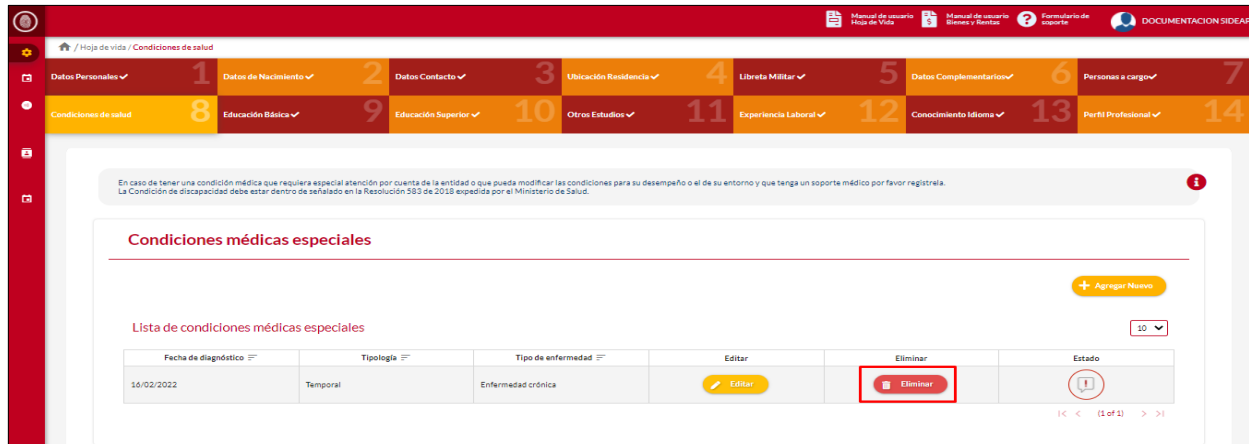 Manual de usuario
Hoja de Vida
Manual de usuario
Bienes y Rentas
Formulario de
soporte
DOCUMENTACION SIDEAP
/ Hoja de vida / Condiciones de salud
Datos Personales 1
Datos de Nacimiento 2
Datos Contacto 3
Ubicación Residencia 4
Libreta Militar 5
Datos Complementarios 6
Personas a cargo 7
Condiciones de salud 8
Educación Básica 9
Educación Superior 10
Otros Estudios 11
Experiencia Laboral 12
Conocimiento Idioma 13
Perfil Profesional 14
En caso de tener una condición médica que requiera especial atención por cuenta de la entidad o que pueda modificar las condiciones para su desempeño o el de su entorno y que tenga un soporte médico por favor registrela.
La Condición de discapacidad debe estar dentro de señalado en la Resolución 583 de 2018 expedida por el Ministerio de Salud.
Condiciones médicas especiales
+ Agregar Nuevo
Lista de condiciones médicas especiales
10
Fecha de diagnóstico Tipología Tipo de enfermedad Editar Eliminar Estado
16/02/2022 Temporal Enfermedad crónica Editar Eliminar
(1 of 1)